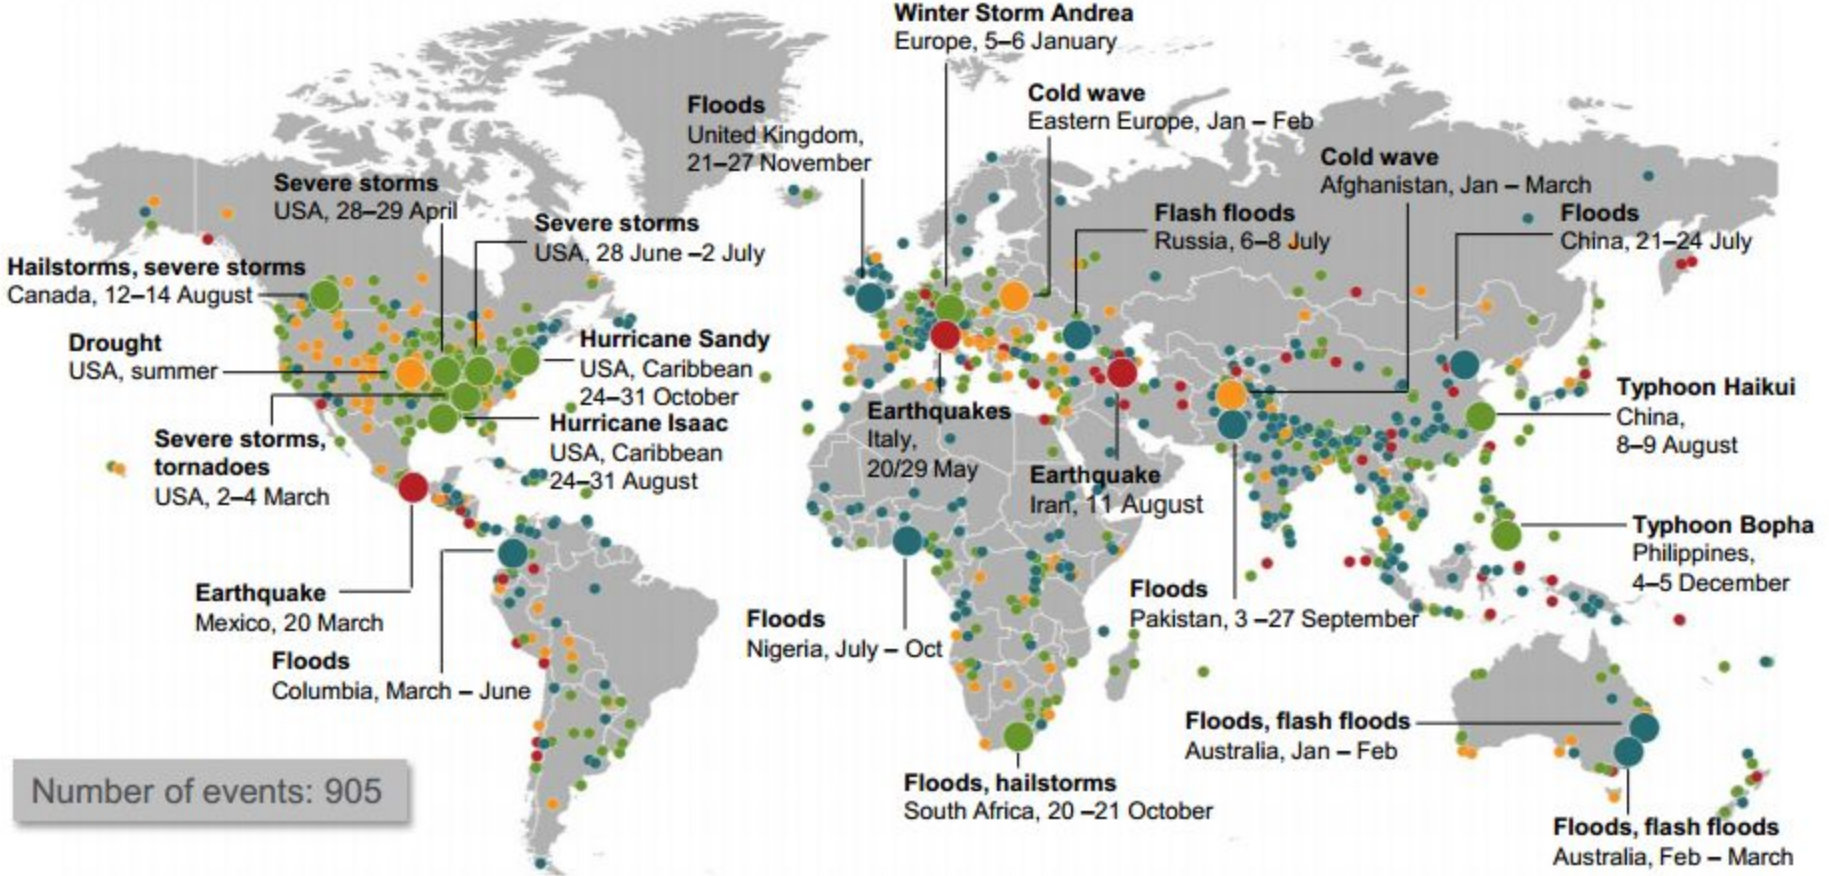 Winter Storm Andrea
Europe, 5–6 January
Cold wave
Eastern Europe, Jan – Feb
Floods
United Kingdom,
21–27 November
Cold wave
Afghanistan, Jan – March
Severe storms
USA, 28–29 April
Severe storms
USA, 28 June –2 July
Flash floods
Russia, 6–8 July
Floods
China, 21–24 July
Hailstorms, severe storms
Canada, 12–14 August
Drought
USA, summer
Hurricane Sandy
USA, Caribbean
24–31 October
Hurricane Isaac
USA, Caribbean
24–31 August
Severe storms,
tornadoes
USA, 2–4 March
Earthquakes
Italy,
20/29 May
Earthquake
Iran, 11 August
Typhoon Haikui
China,
8–9 August
Typhoon Bopha
Philippines,
4–5 December
Earthquake
Mexico, 20 March
Floods
Columbia, March – June
Floods
Nigeria, July – Oct
Floods
Pakistan, 3 –27 September
Floods, flash floods
Australia, Jan – Feb
Floods, hailstorms
South Africa, 20 –21 October
Floods, flash floods
Australia, Feb – March
Number of events: 905